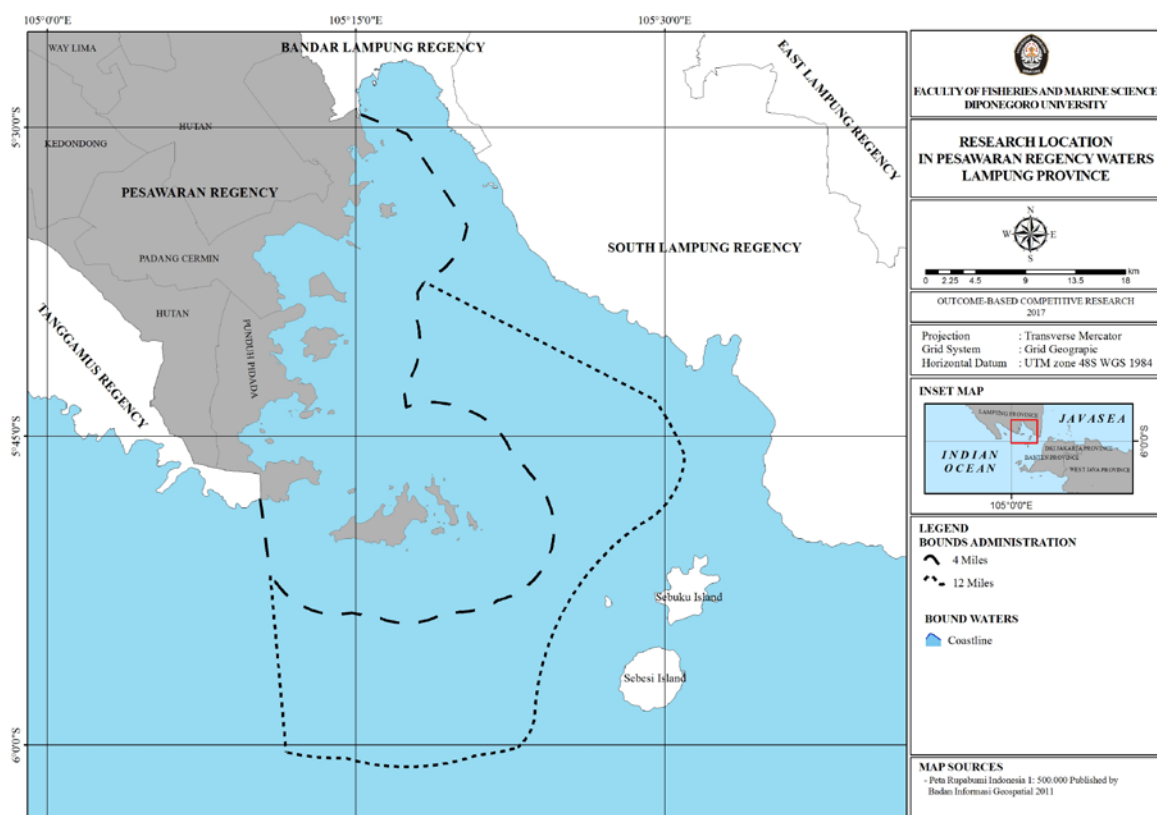 105°0'0"E
105°15'0"E
105°30'0"E
5°30'0"S
5°45'0"S
6°0'0"S
WAY LIMA
BANDAR LAMPUNG REGENCY
EAST LAMPUNG REGENCY
HUTAN
KEDONDONG
PESAWARAN REGENCY
SOUTH LAMPUNG REGENCY
PADANG CERMIN
HUTAN
TANGGAMUS REGENCY
PUNDUH PIDADA
Sebuku Island
Sebesi Island
FACULTY OF FISHERIES AND MARINE SCIENCE
DIPONEGORO UNIVERSITY
RESEARCH LOCATION
IN PESAWARAN REGENCY WATERS
LAMPUNG PROVINCE
N
W E
S
km
0 2.25 4.5 9 13.5 18
OUTCOME-BASED COMPETITIVE RESEARCH
2017
Projection : Transverse Mercator
Grid System : Grid Geograpic
Horizontal Datum : UTM zone 48S WGS 1984
INSET MAP
LAMPUNG PROVINCE
JAVASEA
INDIAN
OCEAN
DKI JAKARTA PROVINCE
BANTEN PROVINCE
WEST JAVA PROVINCE
6°0'0"S
105°0'0"E
LEGEND
BOUNDS ADMINISTRATION
4 Miles
12 Miles
BOUND WATERS
Coastline
MAP SOURCES
- Peta Rupabumi Indonesia 1: 500.000 Published by
Badan Informasi Geospatial 2011